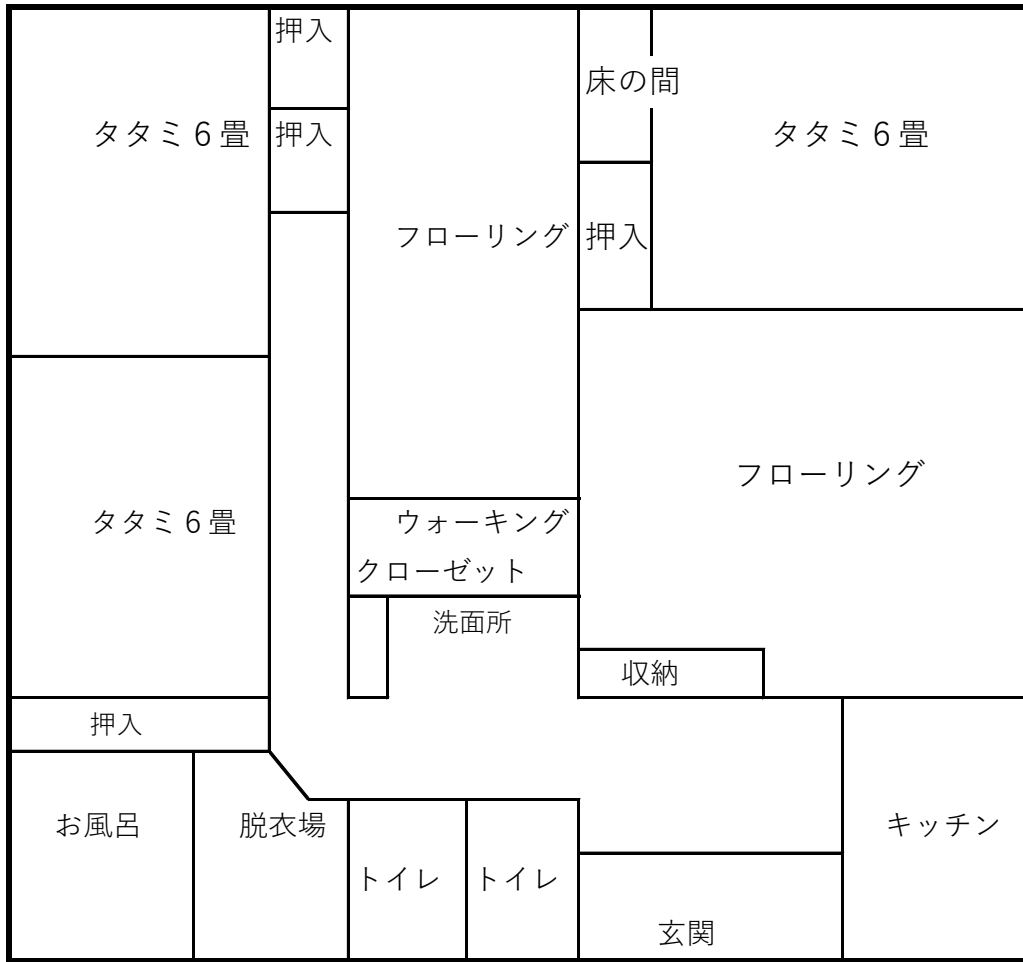 押入
床の間
タタミ６畳
押入
タタミ６畳
フローリング
押入
フローリング
タタミ６畳
ウォーキング
クローゼット
洗面所
収納
押入
お風呂
脱衣場
キッチン
トイレ
トイレ
玄関